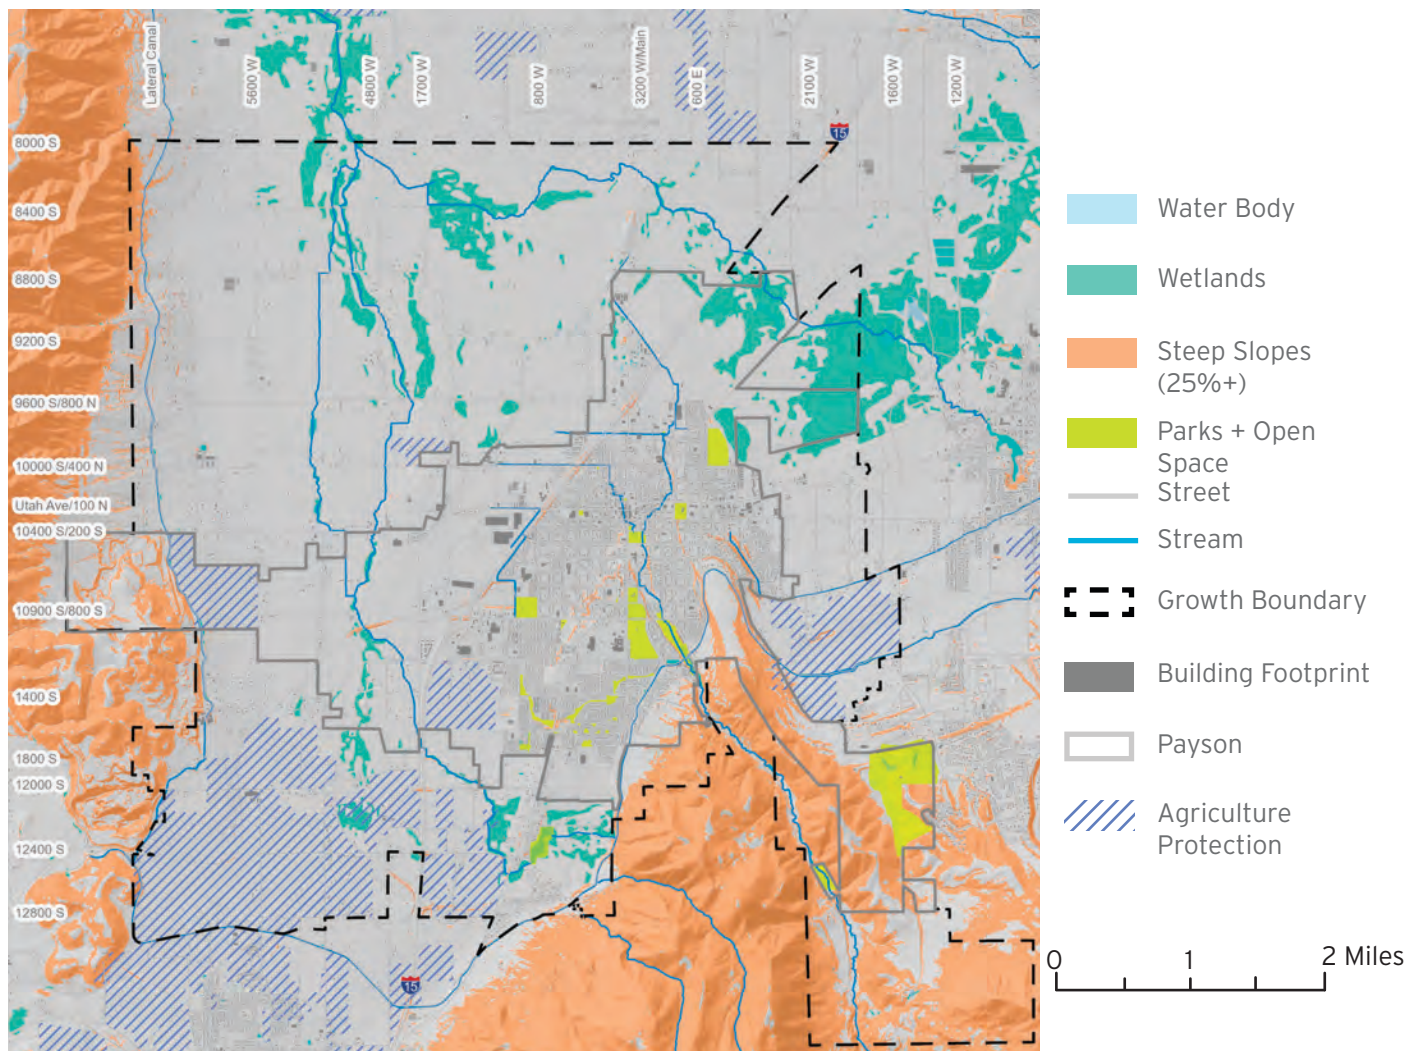 Lateral Canal
5600 W
4800 W
1700 W
800 W
3200 W/Main
600 E
2100 W
1600 W
1200 W
15
8000 S
8400 S
8800 S
9200 S
9600 S/800 N
10000 S/400 N
Utah Ave/100 N
10400 S/200 S
10900 S/800 S
1400 S
1800 S
12000 S
12400 S
12800 S
15
Water Body
Wetlands
Steep Slopes
(25%+)
Parks + Open
Space
Street
Stream
Growth Boundary
Building Footprint
Payson
Agriculture
Protection
0 1 2 Miles